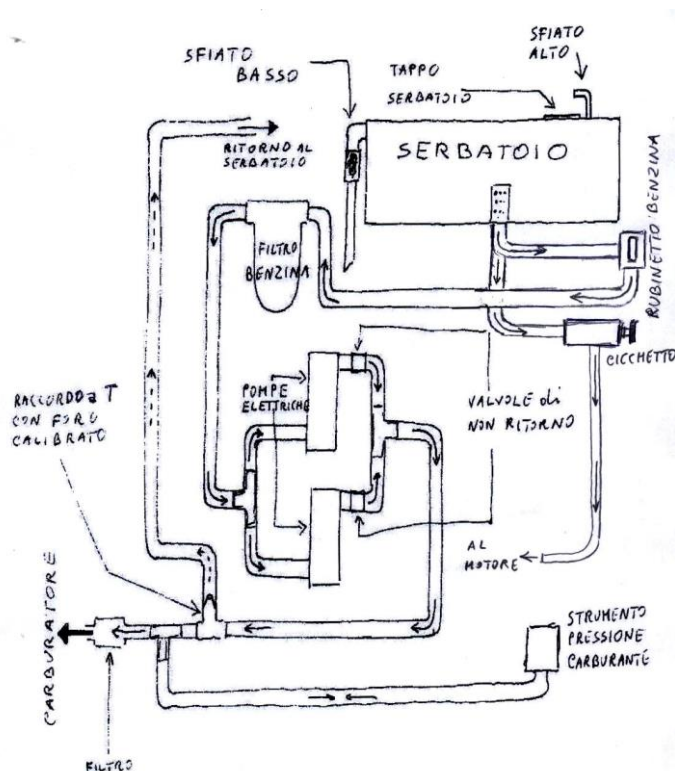 SFIATO
BASSO
TAPPO
SERBATOIO
SFIATO
ALTO
RITORNO AL
SERBATOIO
SERBATOIO
FILTRO
BENZINA
RUBINETTO BENZINA
CICCHETTO
RACCORDO a T
CON FORO
CALIBRATO
POMPE
ELETTRICHE
VALVOLE di
NON RITORNO
AL
MOTORE
CARBURATORE
STRUMENTO
PRESSIONE
CARBURANTE
FILTRO